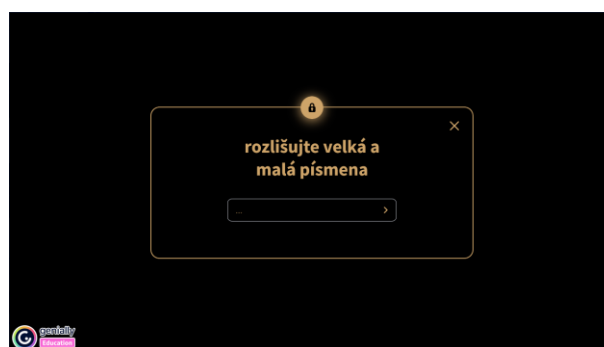 rozlišujte velká a
malá písmena
...
genially
Education